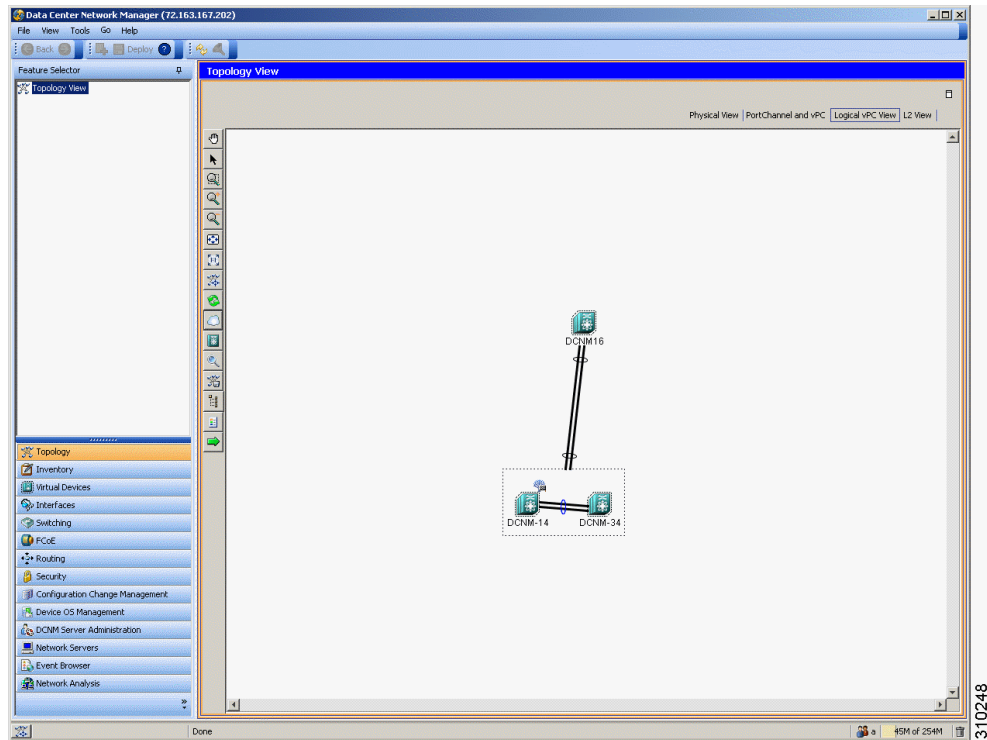 Data Center Network Manager (72.163.167.202)
File View Tools Go Help
Back Deploy
Feature Selector
Topology View
Topology View
Physical View PortChannel and vPC Logical vPC View L2 View
DCNM16
DCNM-14 DCNM-34
Topology
Inventory
Virtual Devices
Interfaces
Switching
FCoE
Routing
Security
Configuration Change Management
Device OS Management
DCNM Server Administration
Network Servers
Event Browser
Network Analysis
Done
a 45M of 254M
310248